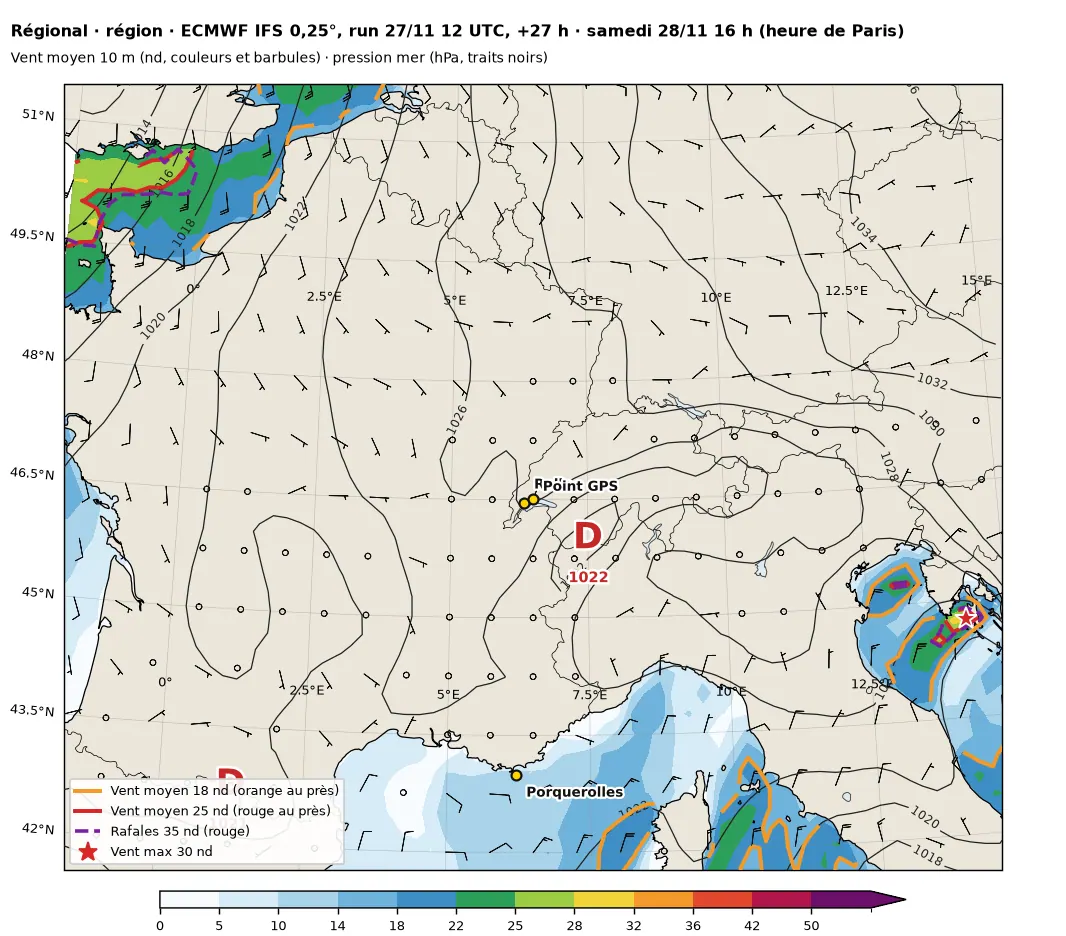 Régional · région · ECMWF IFS 0,25°, run 27/11 12 UTC, +27 h · samedi 28/11 16 h (heure de Paris)
Vent moyen 10 m (nd, couleurs et barbules) · pression mer (hPa, traits noirs)
51°N
1014
1016
49.5°N
1018
1022
1034
0°
2.5°E
5°E
7.5°E
10°E
12.5°E
15°E
1020
48°N
1032
1026
1030
46.5°N
1028
Point GPS
D
1022
45°N
0°
2.5°E
5°E
7.5°E
10°E
12.5°E
43.5°N
D
Porquerolles
Vent moyen 18 nd (orange au près)
Vent moyen 25 nd (rouge au près)
Rafales 35 nd (rouge)
Vent max 30 nd
1020
42°N
1018
0 5 10 14 18 22 25 28 32 36 42 50